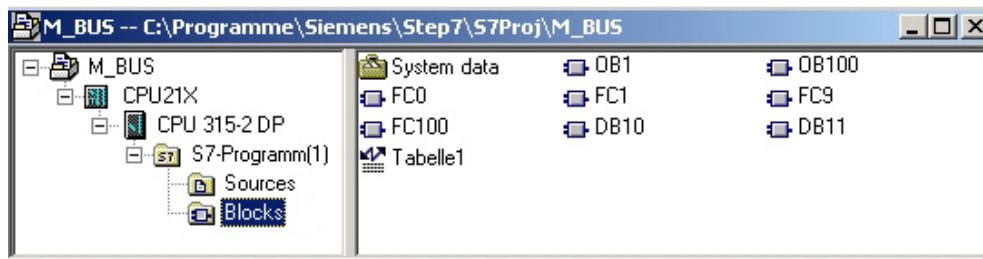 M_BUS -- C:\Programme\Siemens\Step7\S7Proj\M_BUS
M_BUS
CPU21X
CPU 315-2 DP
S7-Programm(1)
Sources
Blocks
System data OB1 OB100
FC0 FC1 FC9
FC100 DB10 DB11
Tabelle1